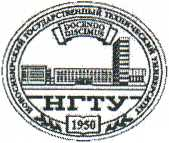 НОВОСИБИРСКИЙ ГОСУДАРСТВЕННЫЙ ТЕХНИЧЕСКИЙ УНИВЕРСИТЕТ
DOCENDO
DISCIMUS
НГТУ
1950